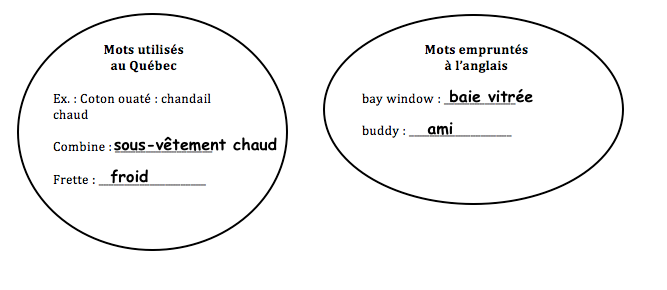 Mots utilisés
au Québec
Ex. : Coton ouaté : chandail
chaud
Combine : sous-vêtement chaud
Frette : froid
Mots empruntés
à l'anglais
bay window : baie vitrée
buddy : ami